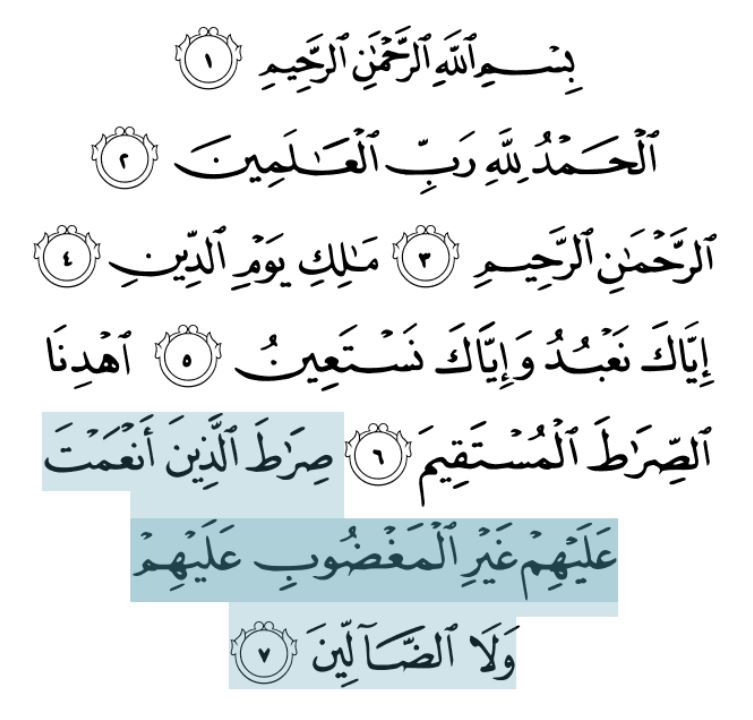 بِسْمِ ٱللَّهِ ٱلرَّحْمَٰنِ ٱلرَّحِيمِ ١
ٱلْحَمْدُ لِلَّهِ رَبِّ ٱلْعَٰلَمِينَ ٢
ٱلرَّحْمَٰنِ ٱلرَّحِيمِ ٣ مَٰلِكِ يَوْمِ ٱلدِّينِ ٤
إِيَّاكَ نَعْبُدُ وَإِيَّاكَ نَسْتَعِينُ ٥ ٱهْدِنَا
ٱلصِّرَٰطَ ٱلْمُسْتَقِيمَ ٦ صِرَٰطَ ٱلَّذِينَ أَنْعَمْتَ
عَلَيْهِمْ غَيْرِ ٱلْمَغْضُوبِ عَلَيْهِمْ
وَلَا ٱلضَّآلِّينَ ٧